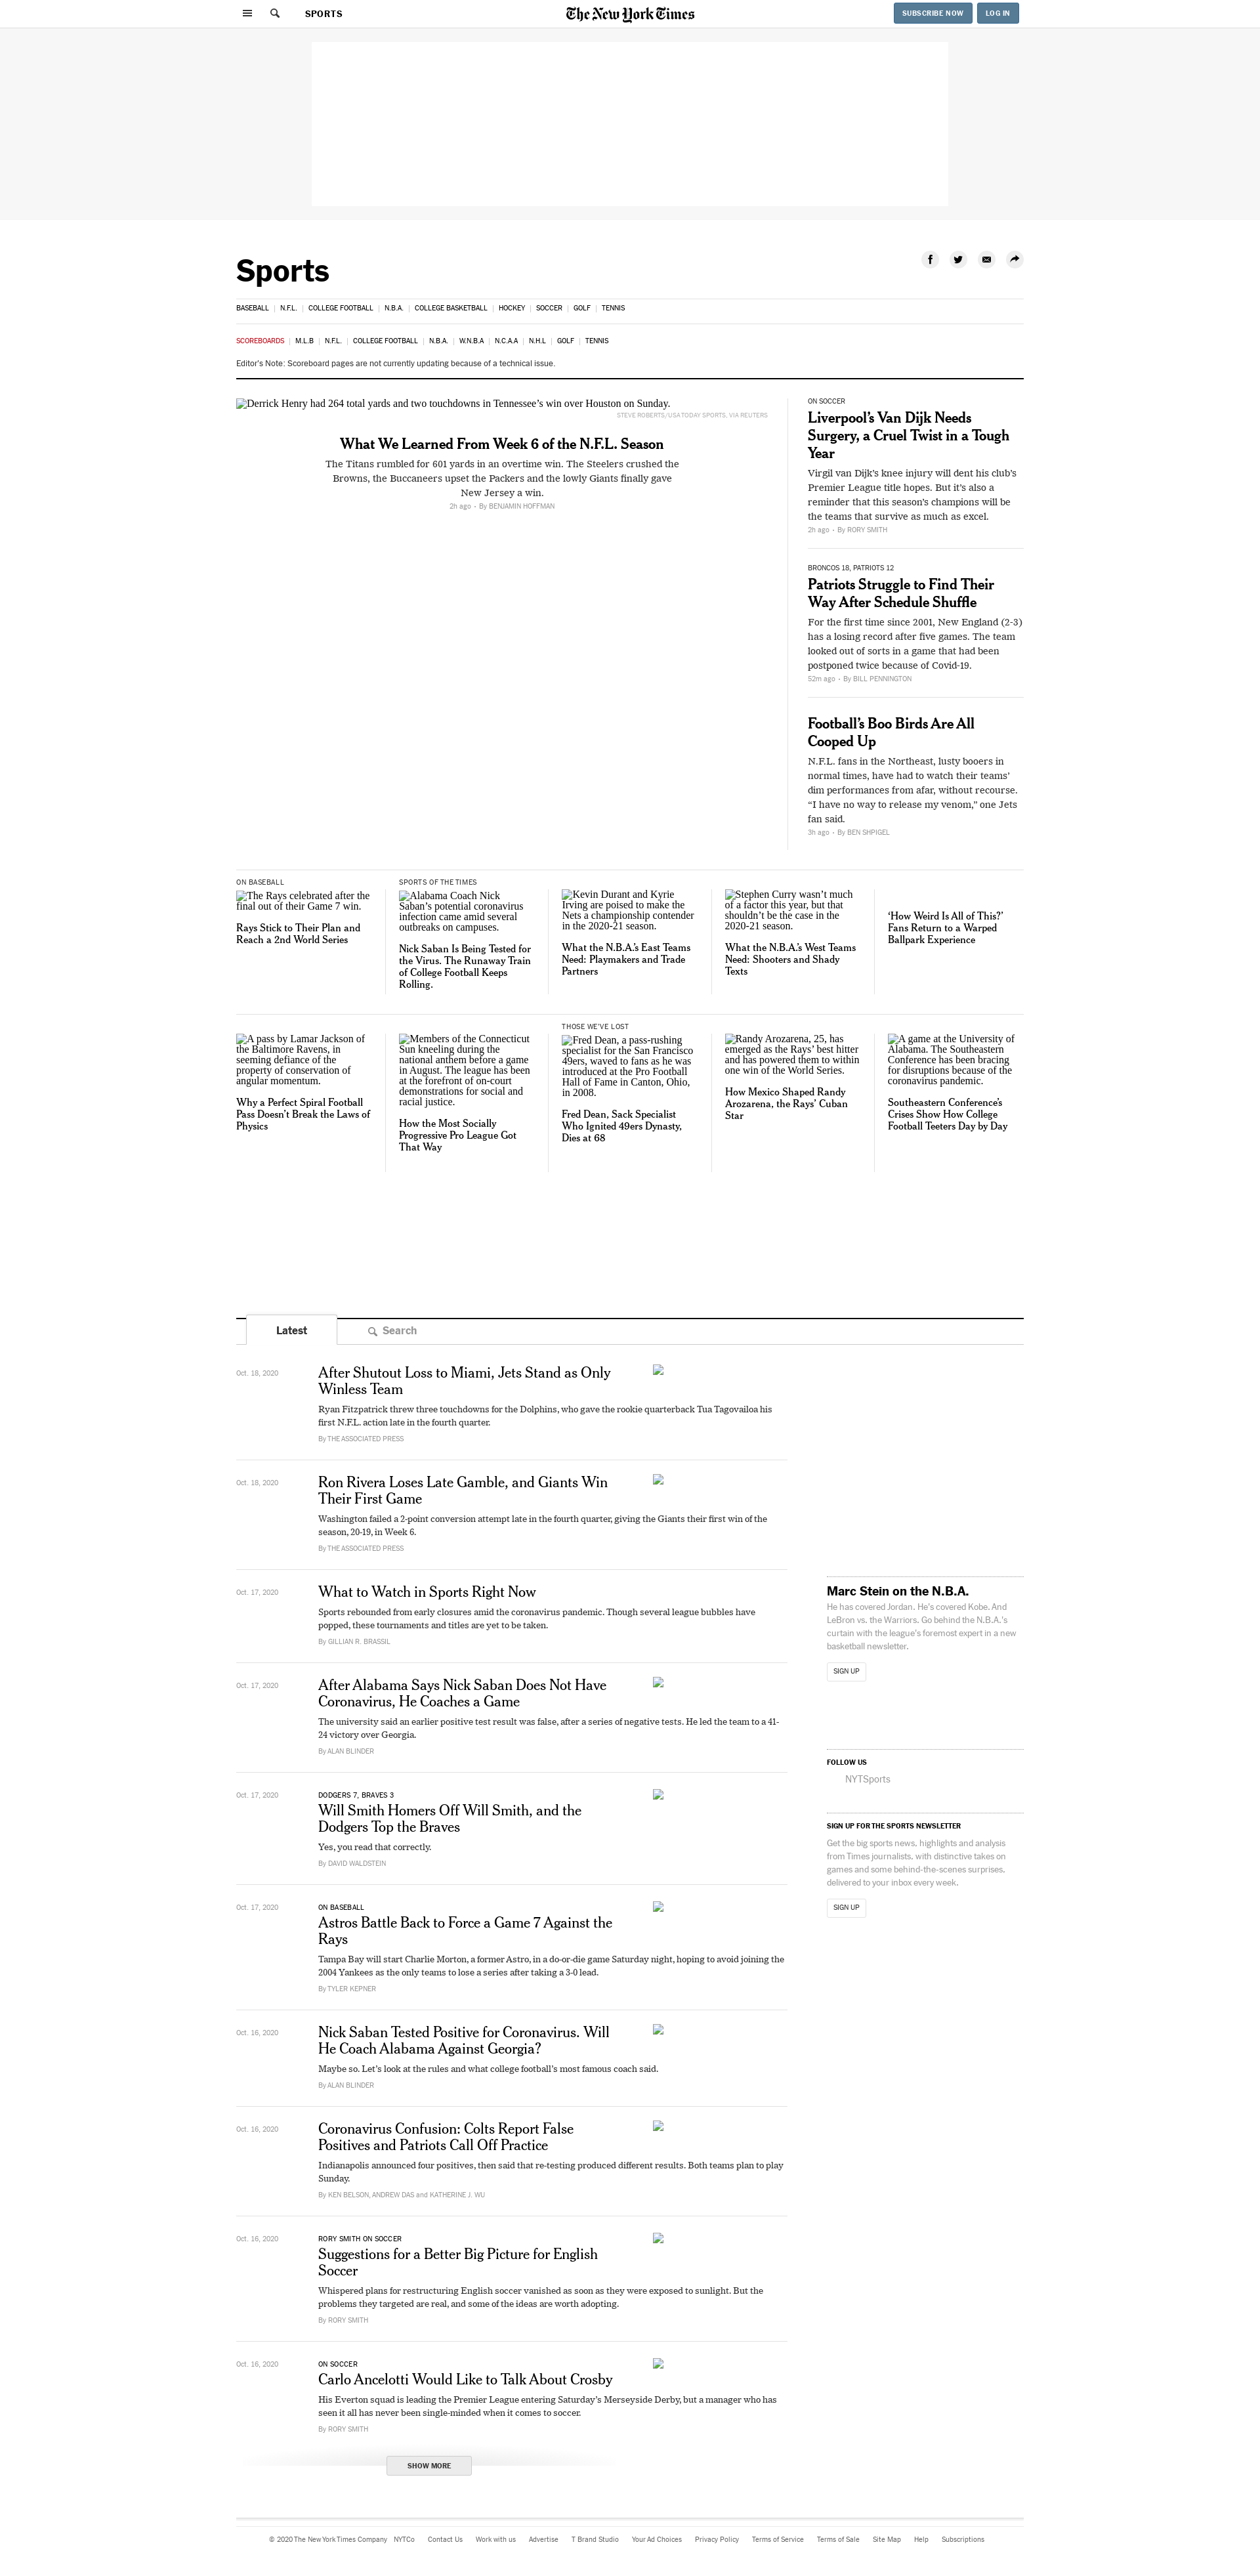 SPORTS
The New York Times
SUBSCRIBE NOW
LOG IN
Sports
BASEBALL | N.F.L. | COLLEGE FOOTBALL | N.B.A. | COLLEGE BASKETBALL | HOCKEY | SOCCER | GOLF | TENNIS
SCOREBOARDS | M.L.B | N.F.L. | COLLEGE FOOTBALL | N.B.A. | W.N.B.A | N.C.A.A | N.H.L | GOLF | TENNIS
Editor's Note: Scoreboard pages are not currently updating because of a technical issue.
Derrick Henry had 264 total yards and two touchdowns in Tennessee’s win over Houston on Sunday.
STEVE ROBERTS/USA TODAY SPORTS, VIA REUTERS
What We Learned From Week 6 of the N.F.L. Season
The Titans rumbled for 601 yards in an overtime win. The Steelers crushed the
Browns, the Buccaneers upset the Packers and the lowly Giants finally gave
New Jersey a win.
2h ago · By BENJAMIN HOFFMAN
ON SOCCER
Liverpool’s Van Dijk Needs
Surgery, a Cruel Twist in a Tough
Year
Virgil van Dijk’s knee injury will dent his club’s
Premier League title hopes. But it’s also a
reminder that this season’s champions will be
the teams that survive as much as excel.
2h ago · By RORY SMITH
BRONCOS 18, PATRIOTS 12
Patriots Struggle to Find Their
Way After Schedule Shuffle
For the first time since 2001, New England (2-3)
has a losing record after five games. The team
looked out of sorts in a game that had been
postponed twice because of Covid-19.
52m ago · By BILL PENNINGTON
Football’s Boo Birds Are All
Cooped Up
N.F.L. fans in the Northeast, lusty booers in
normal times, have had to watch their teams’
dim performances from afar, without recourse.
“I have no way to release my venom,” one Jets
fan said.
3h ago · By BEN SHPIGEL
ON BASEBALL
The Rays celebrated after the
final out of their Game 7 win.
Rays Stick to Their Plan and
Reach a 2nd World Series
SPORTS OF THE TIMES
Alabama Coach Nick
Saban’s potential coronavirus
infection came amid several
outbreaks on campuses.
Nick Saban Is Being Tested for
the Virus. The Runaway Train
of College Football Keeps
Rolling.
Kevin Durant and Kyrie
Irving are poised to make the
Nets a championship contender
in the 2020-21 season.
What the N.B.A.’s East Teams
Need: Playmakers and Trade
Partners
Stephen Curry wasn’t much
of a factor this year, but that
shouldn’t be the case in the
2020-21 season.
What the N.B.A.’s West Teams
Need: Shooters and Shady
Texts
‘How Weird Is All of This?’
Fans Return to a Warped
Ballpark Experience
A pass by Lamar Jackson of
the Baltimore Ravens, in
seeming defiance of the
property of conservation of
angular momentum.
Why a Perfect Spiral Football
Pass Doesn’t Break the Laws of
Physics
Members of the Connecticut
Sun kneeling during the
national anthem before a game
in August. The league has been
at the forefront of on-court
demonstrations for social and
racial justice.
How the Most Socially
Progressive Pro League Got
That Way
THOSE WE’VE LOST
Fred Dean, a pass-rushing
specialist for the San Francisco
49ers, waved to fans as he was
introduced at the Pro Football
Hall of Fame in Canton, Ohio,
in 2008.
Fred Dean, Sack Specialist
Who Ignited 49ers Dynasty,
Dies at 68
Randy Arozarena, 25, has
emerged as the Rays’ best hitter
and has powered them to within
one win of the World Series.
How Mexico Shaped Randy
Arozarena, the Rays’ Cuban
Star
A game at the University of
Alabama. The Southeastern
Conference has been bracing
for disruptions because of the
coronavirus pandemic.
Southeastern Conference’s
Crises Show How College
Football Teeters Day by Day
Latest
Search
Oct. 18, 2020
After Shutout Loss to Miami, Jets Stand as Only
Winless Team
Ryan Fitzpatrick threw three touchdowns for the Dolphins, who gave the rookie quarterback Tua Tagovailoa his
first N.F.L. action late in the fourth quarter.
By THE ASSOCIATED PRESS
Oct. 18, 2020
Ron Rivera Loses Late Gamble, and Giants Win
Their First Game
Washington failed a 2-point conversion attempt late in the fourth quarter, giving the Giants their first win of the
season, 20-19, in Week 6.
By THE ASSOCIATED PRESS
Oct. 17, 2020
What to Watch in Sports Right Now
Sports rebounded from early closures amid the coronavirus pandemic. Though several league bubbles have
popped, these tournaments and titles are yet to be taken.
By GILLIAN R. BRASSIL
Oct. 17, 2020
After Alabama Says Nick Saban Does Not Have
Coronavirus, He Coaches a Game
The university said an earlier positive test result was false, after a series of negative tests. He led the team to a 41-
24 victory over Georgia.
By ALAN BLINDER
Oct. 17, 2020
DODGERS 7, BRAVES 3
Will Smith Homers Off Will Smith, and the
Dodgers Top the Braves
Yes, you read that correctly.
By DAVID WALDSTEIN
Oct. 17, 2020
ON BASEBALL
Astros Battle Back to Force a Game 7 Against the
Rays
Tampa Bay will start Charlie Morton, a former Astro, in a do-or-die game Saturday night, hoping to avoid joining the
2004 Yankees as the only teams to lose a series after taking a 3-0 lead.
By TYLER KEPNER
Oct. 16, 2020
Nick Saban Tested Positive for Coronavirus. Will
He Coach Alabama Against Georgia?
Maybe so. Let’s look at the rules and what college football’s most famous coach said.
By ALAN BLINDER
Oct. 16, 2020
Coronavirus Confusion: Colts Report False
Positives and Patriots Call Off Practice
Indianapolis announced four positives, then said that re-testing produced different results. Both teams plan to play
Sunday.
By KEN BELSON, ANDREW DAS and KATHERINE J. WU
Oct. 16, 2020
RORY SMITH ON SOCCER
Suggestions for a Better Big Picture for English
Soccer
Whispered plans for restructuring English soccer vanished as soon as they were exposed to sunlight. But the
problems they targeted are real, and some of the ideas are worth adopting.
By RORY SMITH
Oct. 16, 2020
ON SOCCER
Carlo Ancelotti Would Like to Talk About Crosby
His Everton squad is leading the Premier League entering Saturday’s Merseyside Derby, but a manager who has
seen it all has never been single-minded when it comes to soccer.
By RORY SMITH
SHOW MORE
Marc Stein on the N.B.A.
He has covered Jordan. He’s covered Kobe. And
LeBron vs. the Warriors. Go behind the N.B.A.’s
curtain with the league’s foremost expert in a new
basketball newsletter.
SIGN UP
FOLLOW US
NYTSports
SIGN UP FOR THE SPORTS NEWSLETTER
Get the big sports news, highlights and analysis
from Times journalists, with distinctive takes on
games and some behind-the-scenes surprises,
delivered to your inbox every week.
SIGN UP
© 2020 The New York Times Company NYTCo Contact Us Work with us Advertise T Brand Studio Your Ad Choices Privacy Policy Terms of Service Terms of Sale Site Map Help Subscriptions